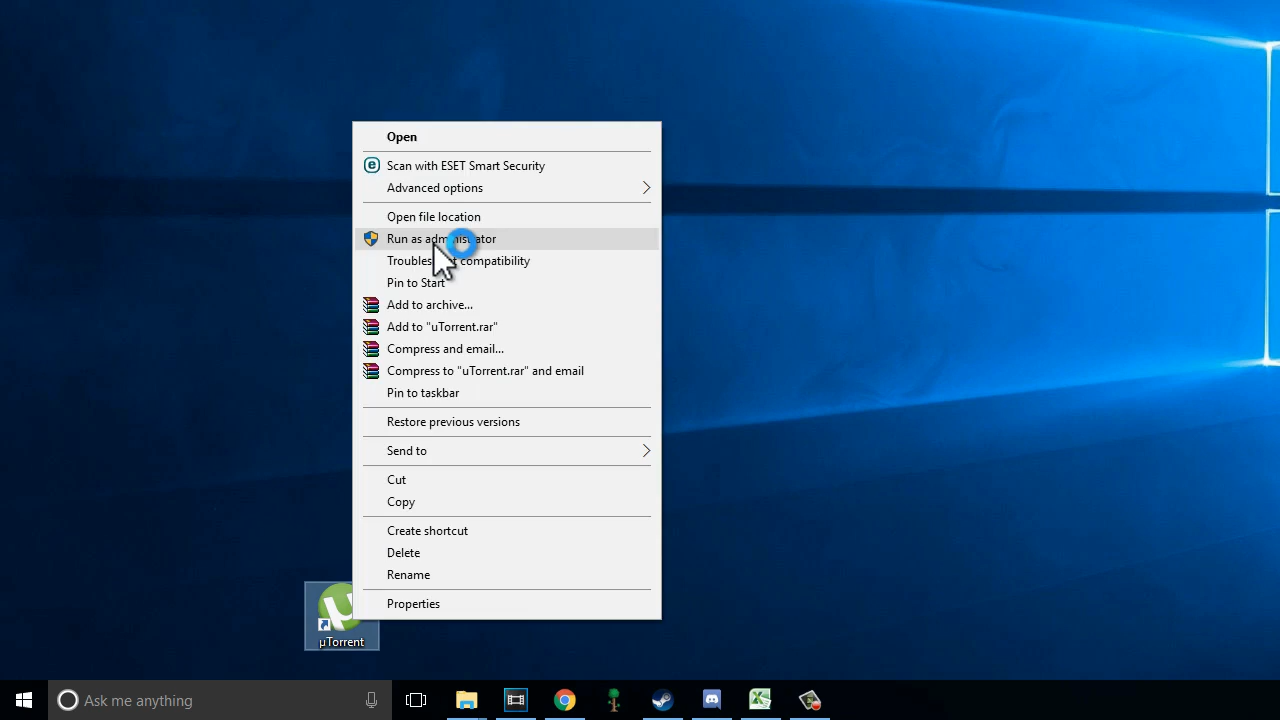 Open
Scan with ESET Smart Security
Advanced options
Open file location
Run as administrator
Troubleshoot compatibility
Pin to Start
Add to archive...
Add to "uTorrent.rar"
Compress and email...
Compress to "uTorrent.rar" and email
Pin to taskbar
Restore previous versions
Send to
Cut
Copy
Create shortcut
Delete
Rename
Properties
µTorrent
Ask me anything